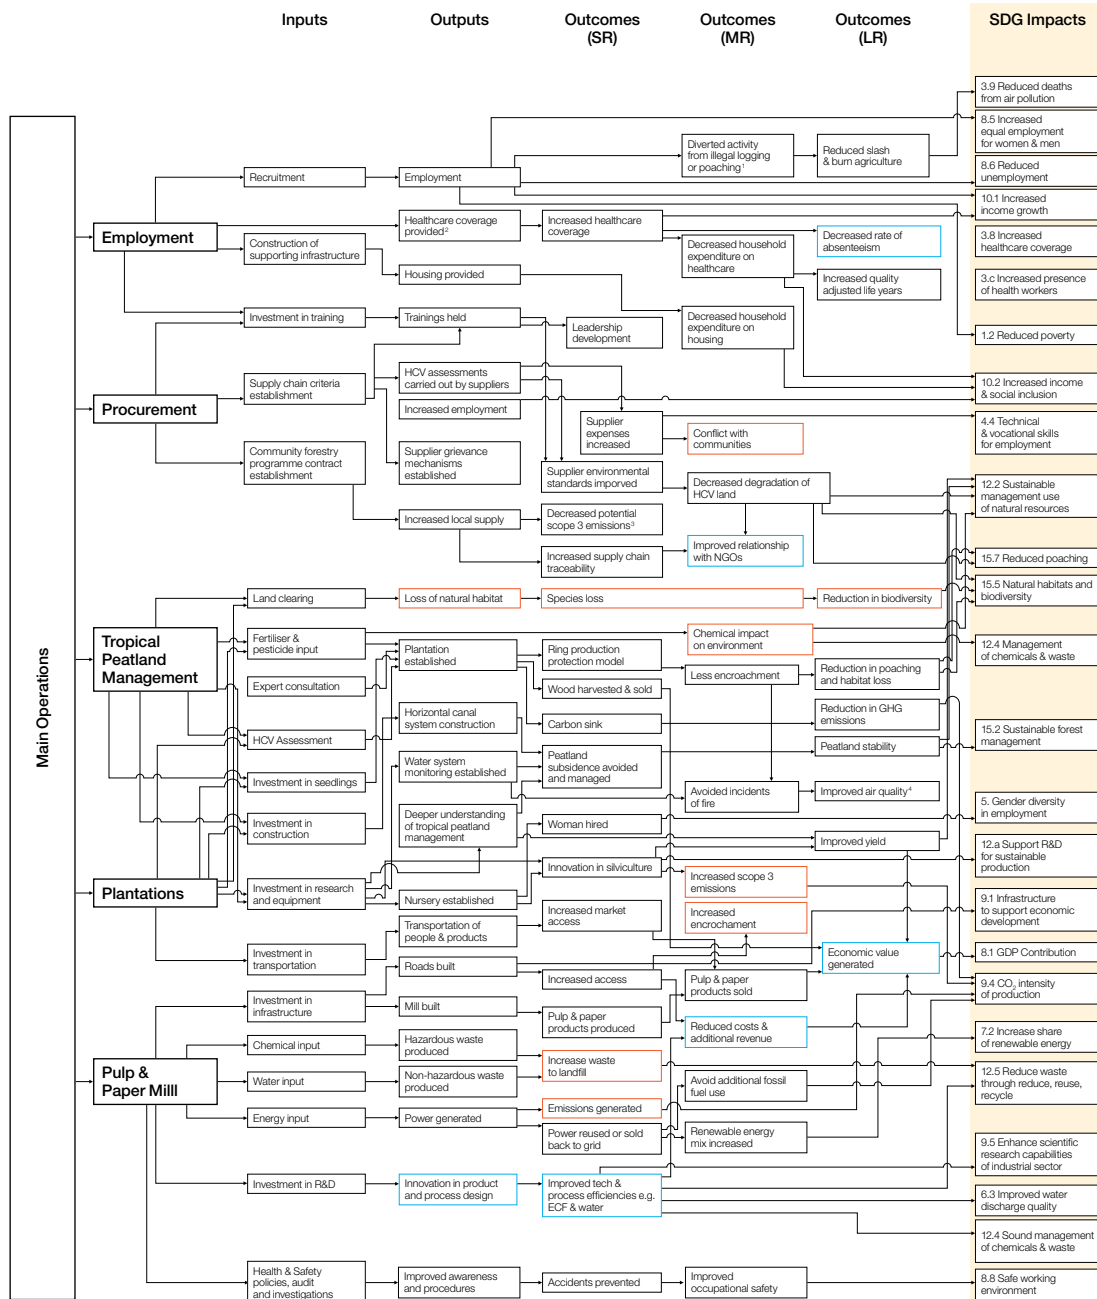 Inputs
Outputs
Outcomes
(SR)
Outcomes
(MR)
Outcomes
(LR)
SDG Impacts
Main Operations
Employment
Procurement
Tropical
Peatland
Management
Plantations
Pulp &
Paper Milll
Recruitment
Construction of
supporting infrastructure
Investment in training
Supply chain criteria
establishment
Community forestry
programme contract
establishment
Land clearing
Fertiliser &
pesticide input
Expert consultation
HCV Assessment
Investment in seedlings
Investment in
construction
Investment in research
and equipment
Investment in
transportation
Investment in
infrastructure
Chemical input
Water input
Energy input
Investment in R&D
Health & Safety
policies, audit
and investigations
Employment
Healthcare coverage
provided²
Housing provided
Trainings held
HCV assessments
carried out by suppliers
Increased employment
Supplier grievance
mechanisms
established
Increased local supply
Loss of natural habitat
Plantation
established
Horizontal canal
system construction
Water system
monitoring established
Deeper understanding
of tropical peatland
management
Nursery established
Transportation of
people & products
Roads built
Mill built
Hazardous waste
produced
Non-hazardous waste
produced
Power generated
Innovation in product
and process design
Improved awareness
and procedures
Increased healthcare
coverage
Leadership
development
Supplier
expenses
increased
Supplier environmental
standards imporved
Decreased potential
scope 3 emissions³
Increased supply chain
traceability
Species loss
Ring production
protection model
Wood harvested & sold
Carbon sink
Peatland
subsidence avoided
and managed
Woman hired
Innovation in silviculture
Increased market
access
Increased access
Pulp & paper
products produced
Increase waste
to landfill
Emissions generated
Power reused or sold
back to grid
Improved tech &
process efficiencies e.g.
ECF & water
Accidents prevented
Diverted activity
from illegal logging
or poaching¹
Decreased household
expenditure on
healthcare
Decreased household
expenditure on
housing
Conflict with
communities
Decreased degradation of
HCV land
Improved relationship
with NGOs
Chemical impact
on environment
Less encroachment
Avoided incidents
of fire
Increased scope 3
emissions
Increased
encrochament
Pulp & paper
products sold
Reduced costs &
additional revenue
Avoid additional fossil
fuel use
Renewable energy
mix increased
Improved
occupational safety
Reduced slash
& burn agriculture
Decreased rate of
absenteeism
Increased quality
adjusted life years
Reduction in biodiversity
Reduction in poaching
and habitat loss
Reduction in GHG
emissions
Peatland stability
Improved air quality⁴
Improved yield
Economic value
generated
3.9 Reduced deaths
from air pollution
8.5 Increased
equal employment
for women & men
8.6 Reduced
unemployment
10.1 Increased
income growth
3.8 Increased
healthcare coverage
3.c Increased presence
of health workers
1.2 Reduced poverty
10.2 Increased income
& social inclusion
4.4 Technical
& vocational skills
for employment
12.2 Sustainable
management use
of natural resources
15.7 Reduced poaching
15.5 Natural habitats and
biodiversity
12.4 Management
of chemicals & waste
15.2 Sustainable forest
management
5. Gender diversity
in employment
12.a Support R&D
for sustainable
production
9.1 Infrastructure
to support economic
development
8.1 GDP Contribution
9.4 CO₂ intensity
of production
7.2 Increase share
of renewable energy
12.5 Reduce waste
through reduce, reuse,
recycle
9.5 Enhance scientific
research capabilities
of industrial sector
6.3 Improved water
discharge quality
12.4 Sound management
of chemicals & waste
8.8 Safe working
environment